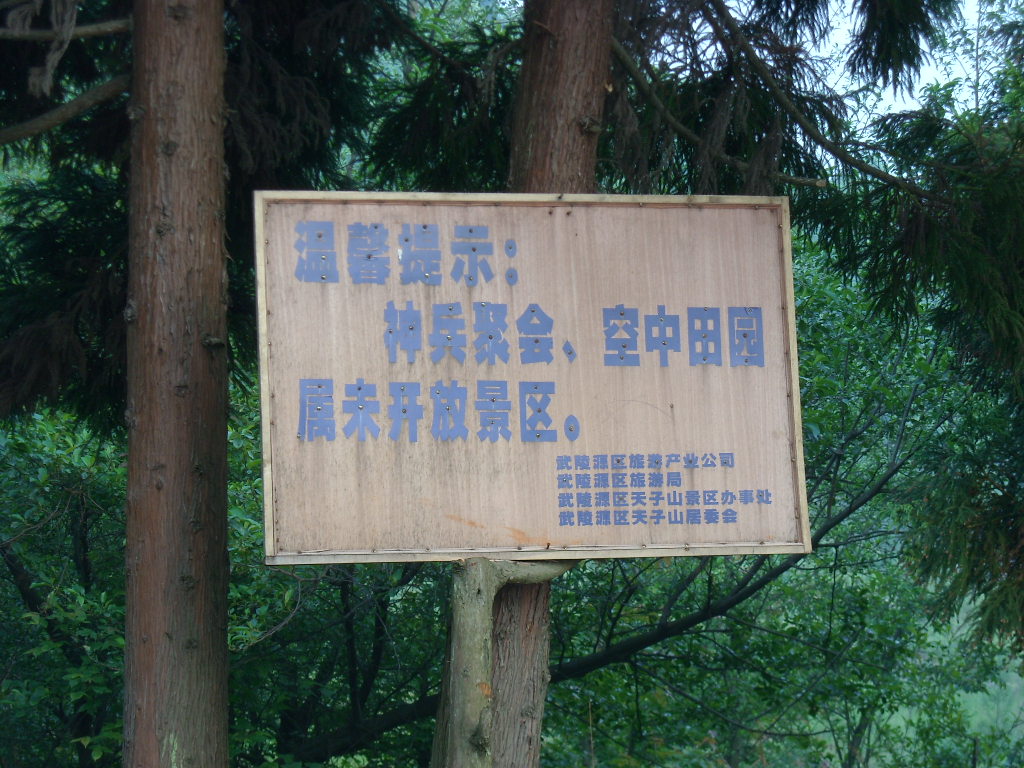 温馨提示：
神兵聚会、空中田园
属未开放景区。
武陵源区旅游产业公司
武陵源区旅游局
武陵源区天子山景区办事处
武陵源区天子山居委会